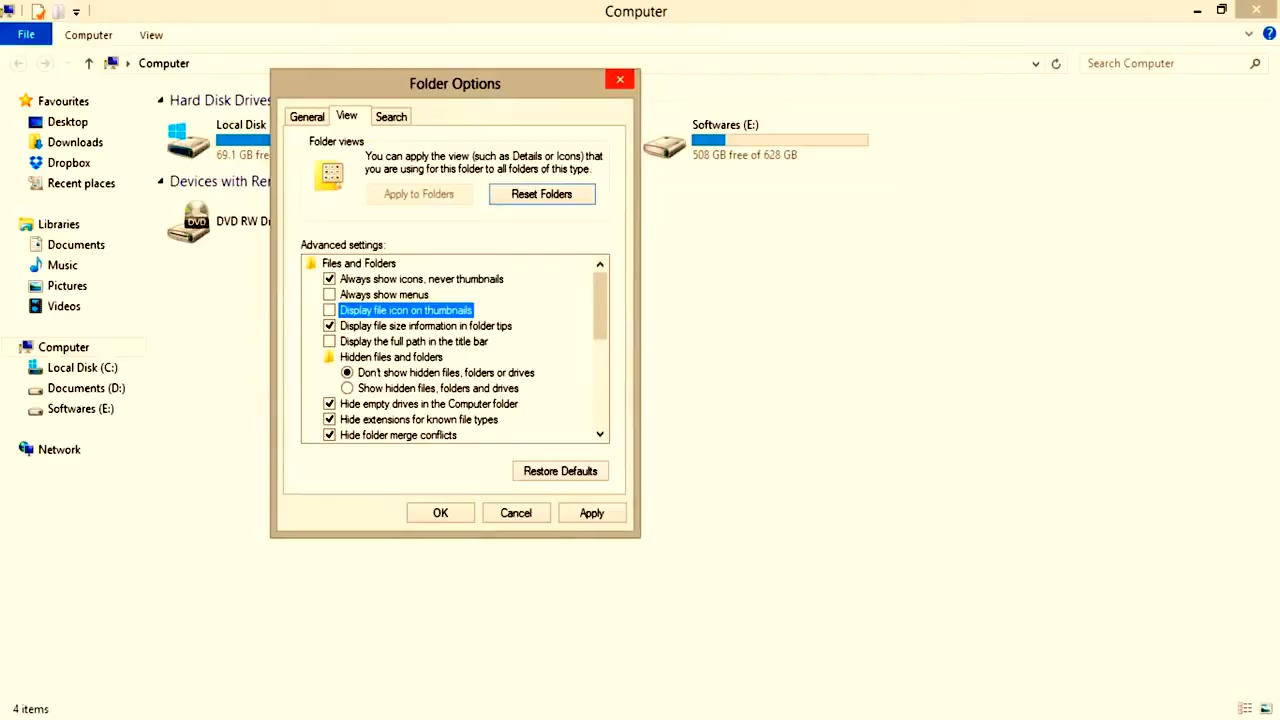 Computer
File
Computer
View
Computer
Search Computer
Favourites
Desktop
Downloads
Dropbox
Recent places
Libraries
Documents
Music
Pictures
Videos
Computer
Local Disk (C:)
Documents (D:)
Softwares (E:)
Network
Hard Disk Drives
Local Disk
69.1 GB fre
Devices with Re
DVD RW D
Softwares (E:)
508 GB free of 628 GB
Folder Options
General
View
Search
Folder views
You can apply the view (such as Details or Icons) that
you are using for this folder to all folders of this type.
Apply to Folders
Reset Folders
Advanced settings:
Files and Folders
Always show icons, never thumbnails
Always show menus
Display file icon on thumbnails
Display file size information in folder tips
Display the full path in the title bar
Hidden files and folders
Don't show hidden files, folders or drives
Show hidden files, folders and drives
Hide empty drives in the Computer folder
Hide extensions for known file types
Hide folder merge conflicts
Restore Defaults
OK
Cancel
Apply
4 items